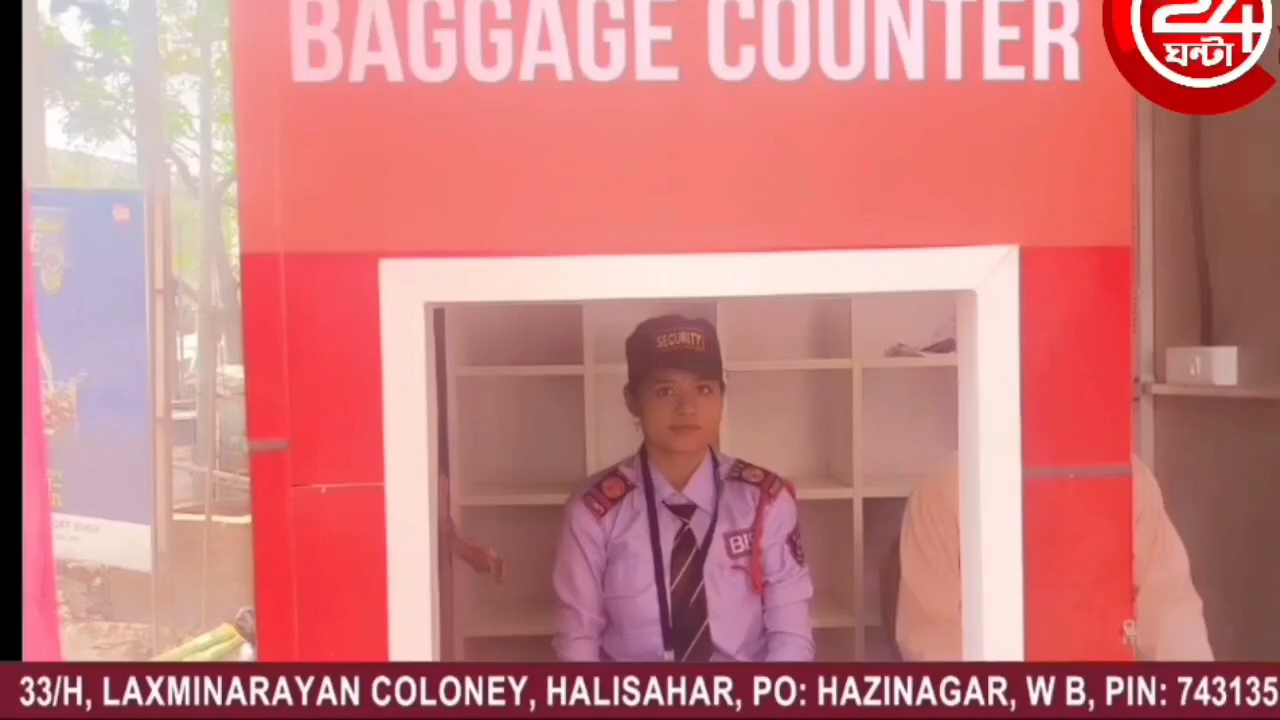 BAGGAGE COUNTER
24
ঘন্টা
SECURITY
33/H, LAXMINARAYAN COLONEY, HALISAHAR, PO: HAZINAGAR, W B, PIN: 743135